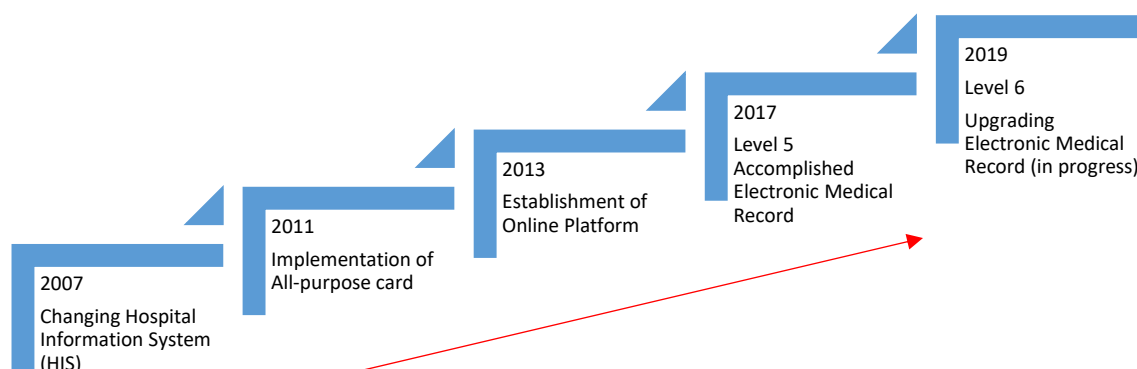 2007
Changing Hospital
Information System
(HIS)
2011
Implementation of
All-purpose card
2013
Establishment of
Online Platform
2017
Level 5
Accomplished
Electronic Medical
Record
2019
Level 6
Upgrading
Electronic Medical
Record (in progress)